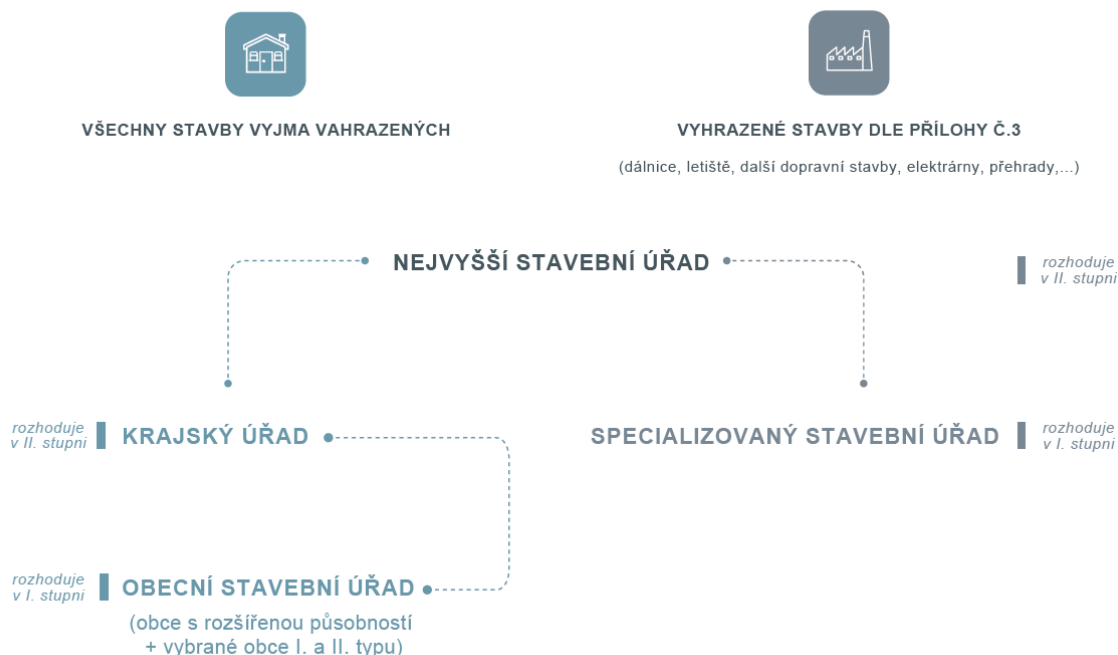 VŠECHNY STAVBY VYJMA VAHRAZENÝCH
VYHRAZENÉ STAVBY DLE PŘÍLOHY Č.3
(dálnice, letiště, další dopravní stavby, elektrárny, přehrady,...)
NEJVYŠŠÍ STAVEBNÍ ÚŘAD
rozhoduje
v II. stupni
rozhoduje
v II. stupni
KRAJSKÝ ÚŘAD
SPECIALIZOVANÝ STAVEBNÍ ÚŘAD
rozhoduje
v I. stupni
rozhoduje
v I. stupni
OBECNÍ STAVEBNÍ ÚŘAD
(obce s rozšířenou působností
+ vybrané obce I. a II. typu)